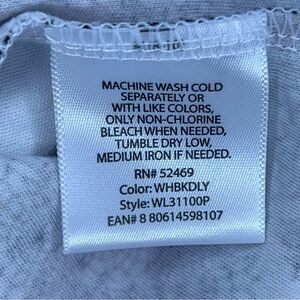 MACHINE WASH COLD
SEPARATELY OR
WITH LIKE COLORS,
ONLY NON-CHLORINE
BLEACH WHEN NEEDED,
TUMBLE DRY LOW,
MEDIUM IRON IF NEEDED.
RN# 52469
Color: WHBKDLY
Style: WL31100P
EAN# 8 80614598107